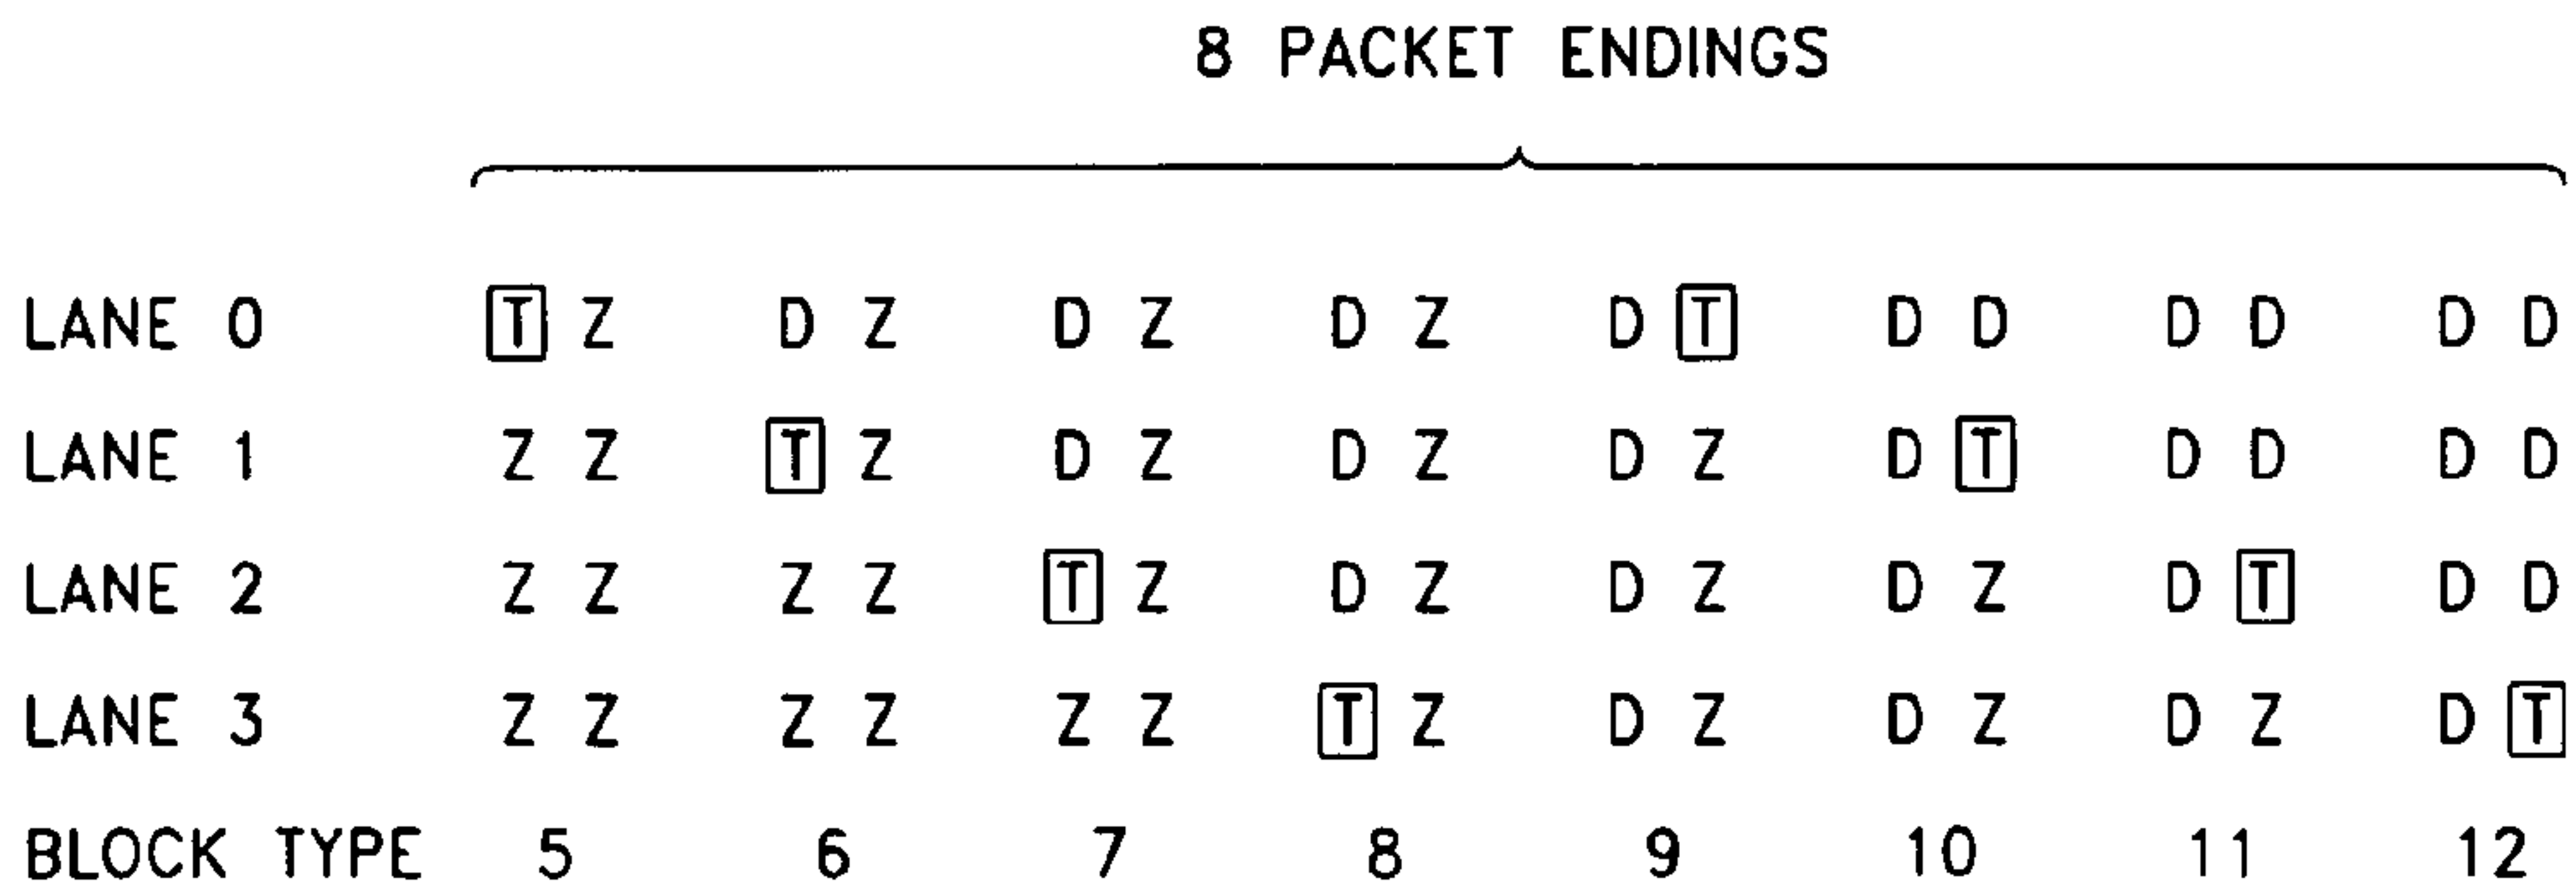 8 PACKET ENDINGS
LANE 0 T Z D Z D Z D Z D T D D D D D D
LANE 1 Z Z T Z D Z D Z D Z D T D D D D
LANE 2 Z Z Z Z T Z D Z D Z D Z D T D D
LANE 3 Z Z Z Z Z Z T Z D Z D Z D Z D T
BLOCK TYPE 5 6 7 8 9 10 11 12